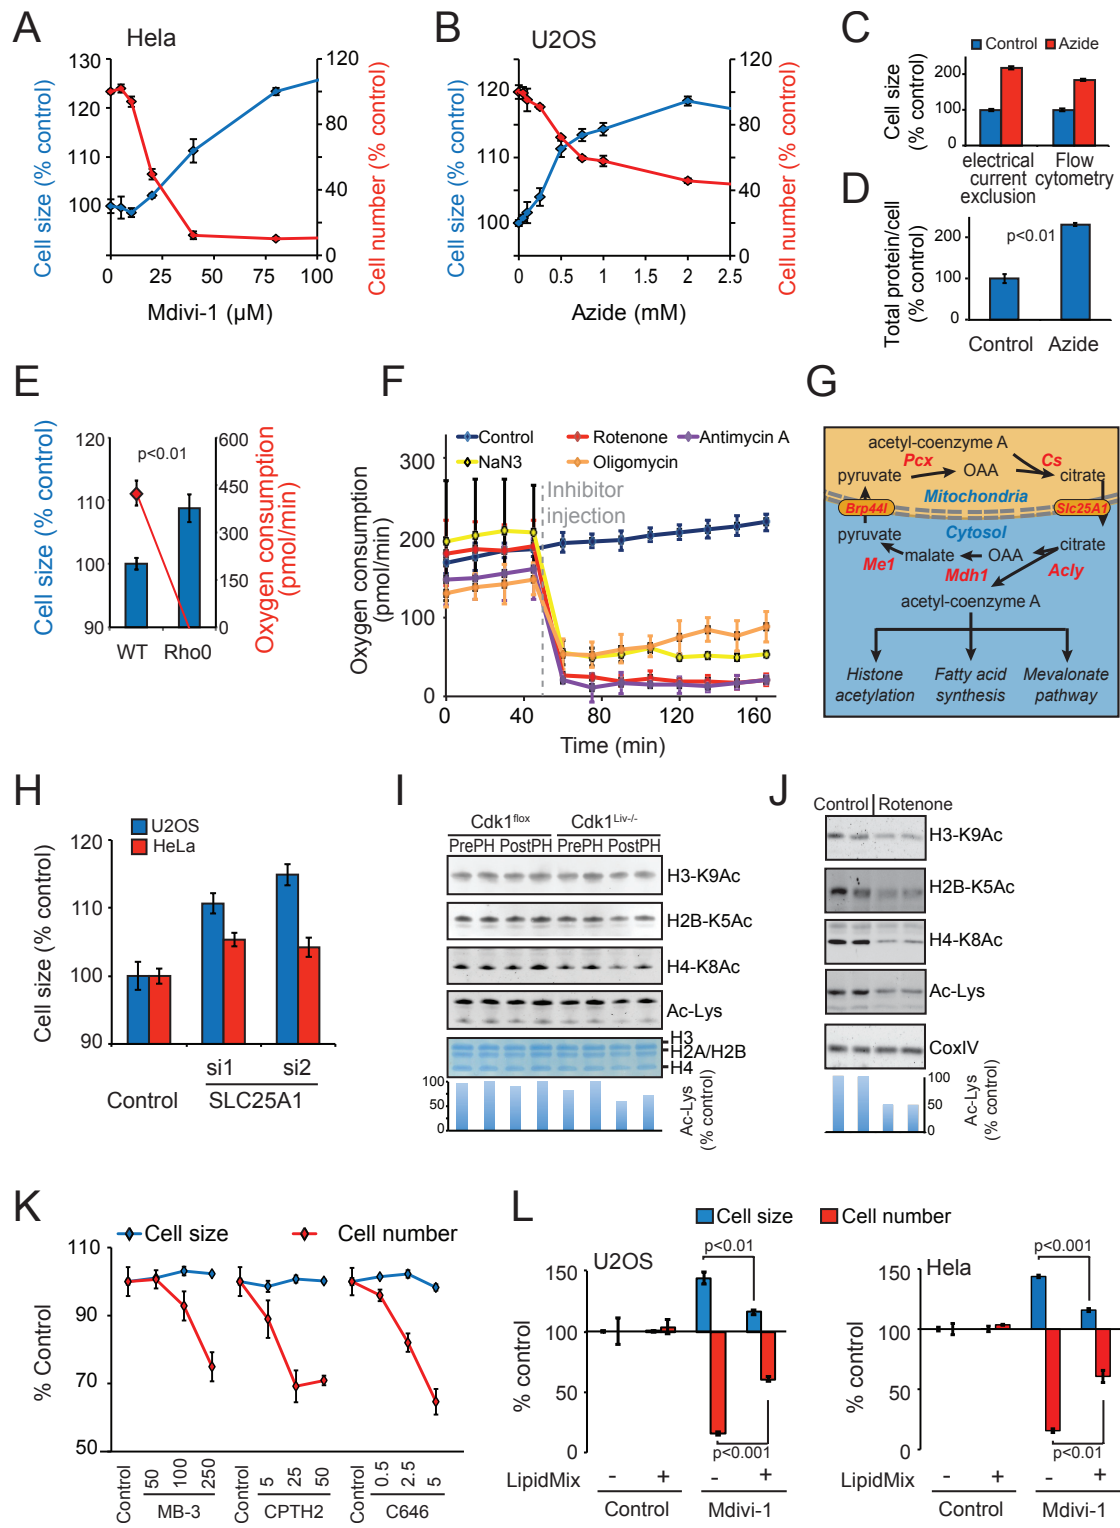 A
Hela
Cell size (% control)
130
120
110
100
120
80
40
0
Cell number (% control)
0
25
50
75
100
Mdivi-1 (µM)
B
U2OS
Cell size (% control)
120
110
100
120
80
40
0
Cell number (% control)
0
0.5
1.0
1.5
2
2.5
Azide (mM)
C
Control
Azide
Cell size
(% control)
200
100
0
electrical
current
exclusion
Flow
cytometry
D
Total protein/cell
(% control)
200
100
0
p<0.01
Control
Azide
E
Cell size (% control)
120
110
100
90
p<0.01
600
450
300
150
0
Oxygen consumption
(pmol/min)
WT
Rho0
F
Control
Rotenone
Antimycin A
NaN3
Oligomycin
Inhibitor
injection
Oxygen consumption
(pmol/min)
300
200
100
0
0
40
80
120
160
Time (min)
G
acetyl-coenzyme A
pyruvate
Pcx
OAA
Cs
citrate
Mitochondria
Brp44l
Slc25A1
Cytosol
pyruvate
Me1
malate
Mdh1
OAA
Acly
citrate
acetyl-coenzyme A
Histone
acetylation
Fatty acid
synthesis
Mevalonate
pathway
H
U2OS
HeLa
Cell size (% control)
120
110
100
90
Control
si1
si2
SLC25A1
I
Cdk1flox
Cdk1Liv-/-
PrePH PostPH PrePH PostPH
H3-K9Ac
H2B-K5Ac
H4-K8Ac
Ac-Lys
H3
H2A/H2B
H4
100
50
0
Ac-Lys
(% control)
J
Control Rotenone
H3-K9Ac
H2B-K5Ac
H4-K8Ac
Ac-Lys
CoxIV
100
50
0
Ac-Lys
(% control)
K
Cell size
Cell number
% Control
110
90
70
50
Control
50
100
250
MB-3
Control
5
25
50
CPTH2
Control
0.5
2.5
5
C646
L
Cell size
Cell number
U2OS
p<0.01
% control
150
100
50
0
p<0.001
LipidMix
-
+
-
+
Control
Mdivi-1
Hela
p<0.001
% control
150
100
50
0
p<0.01
LipidMix
-
+
-
+
Control
Mdivi-1